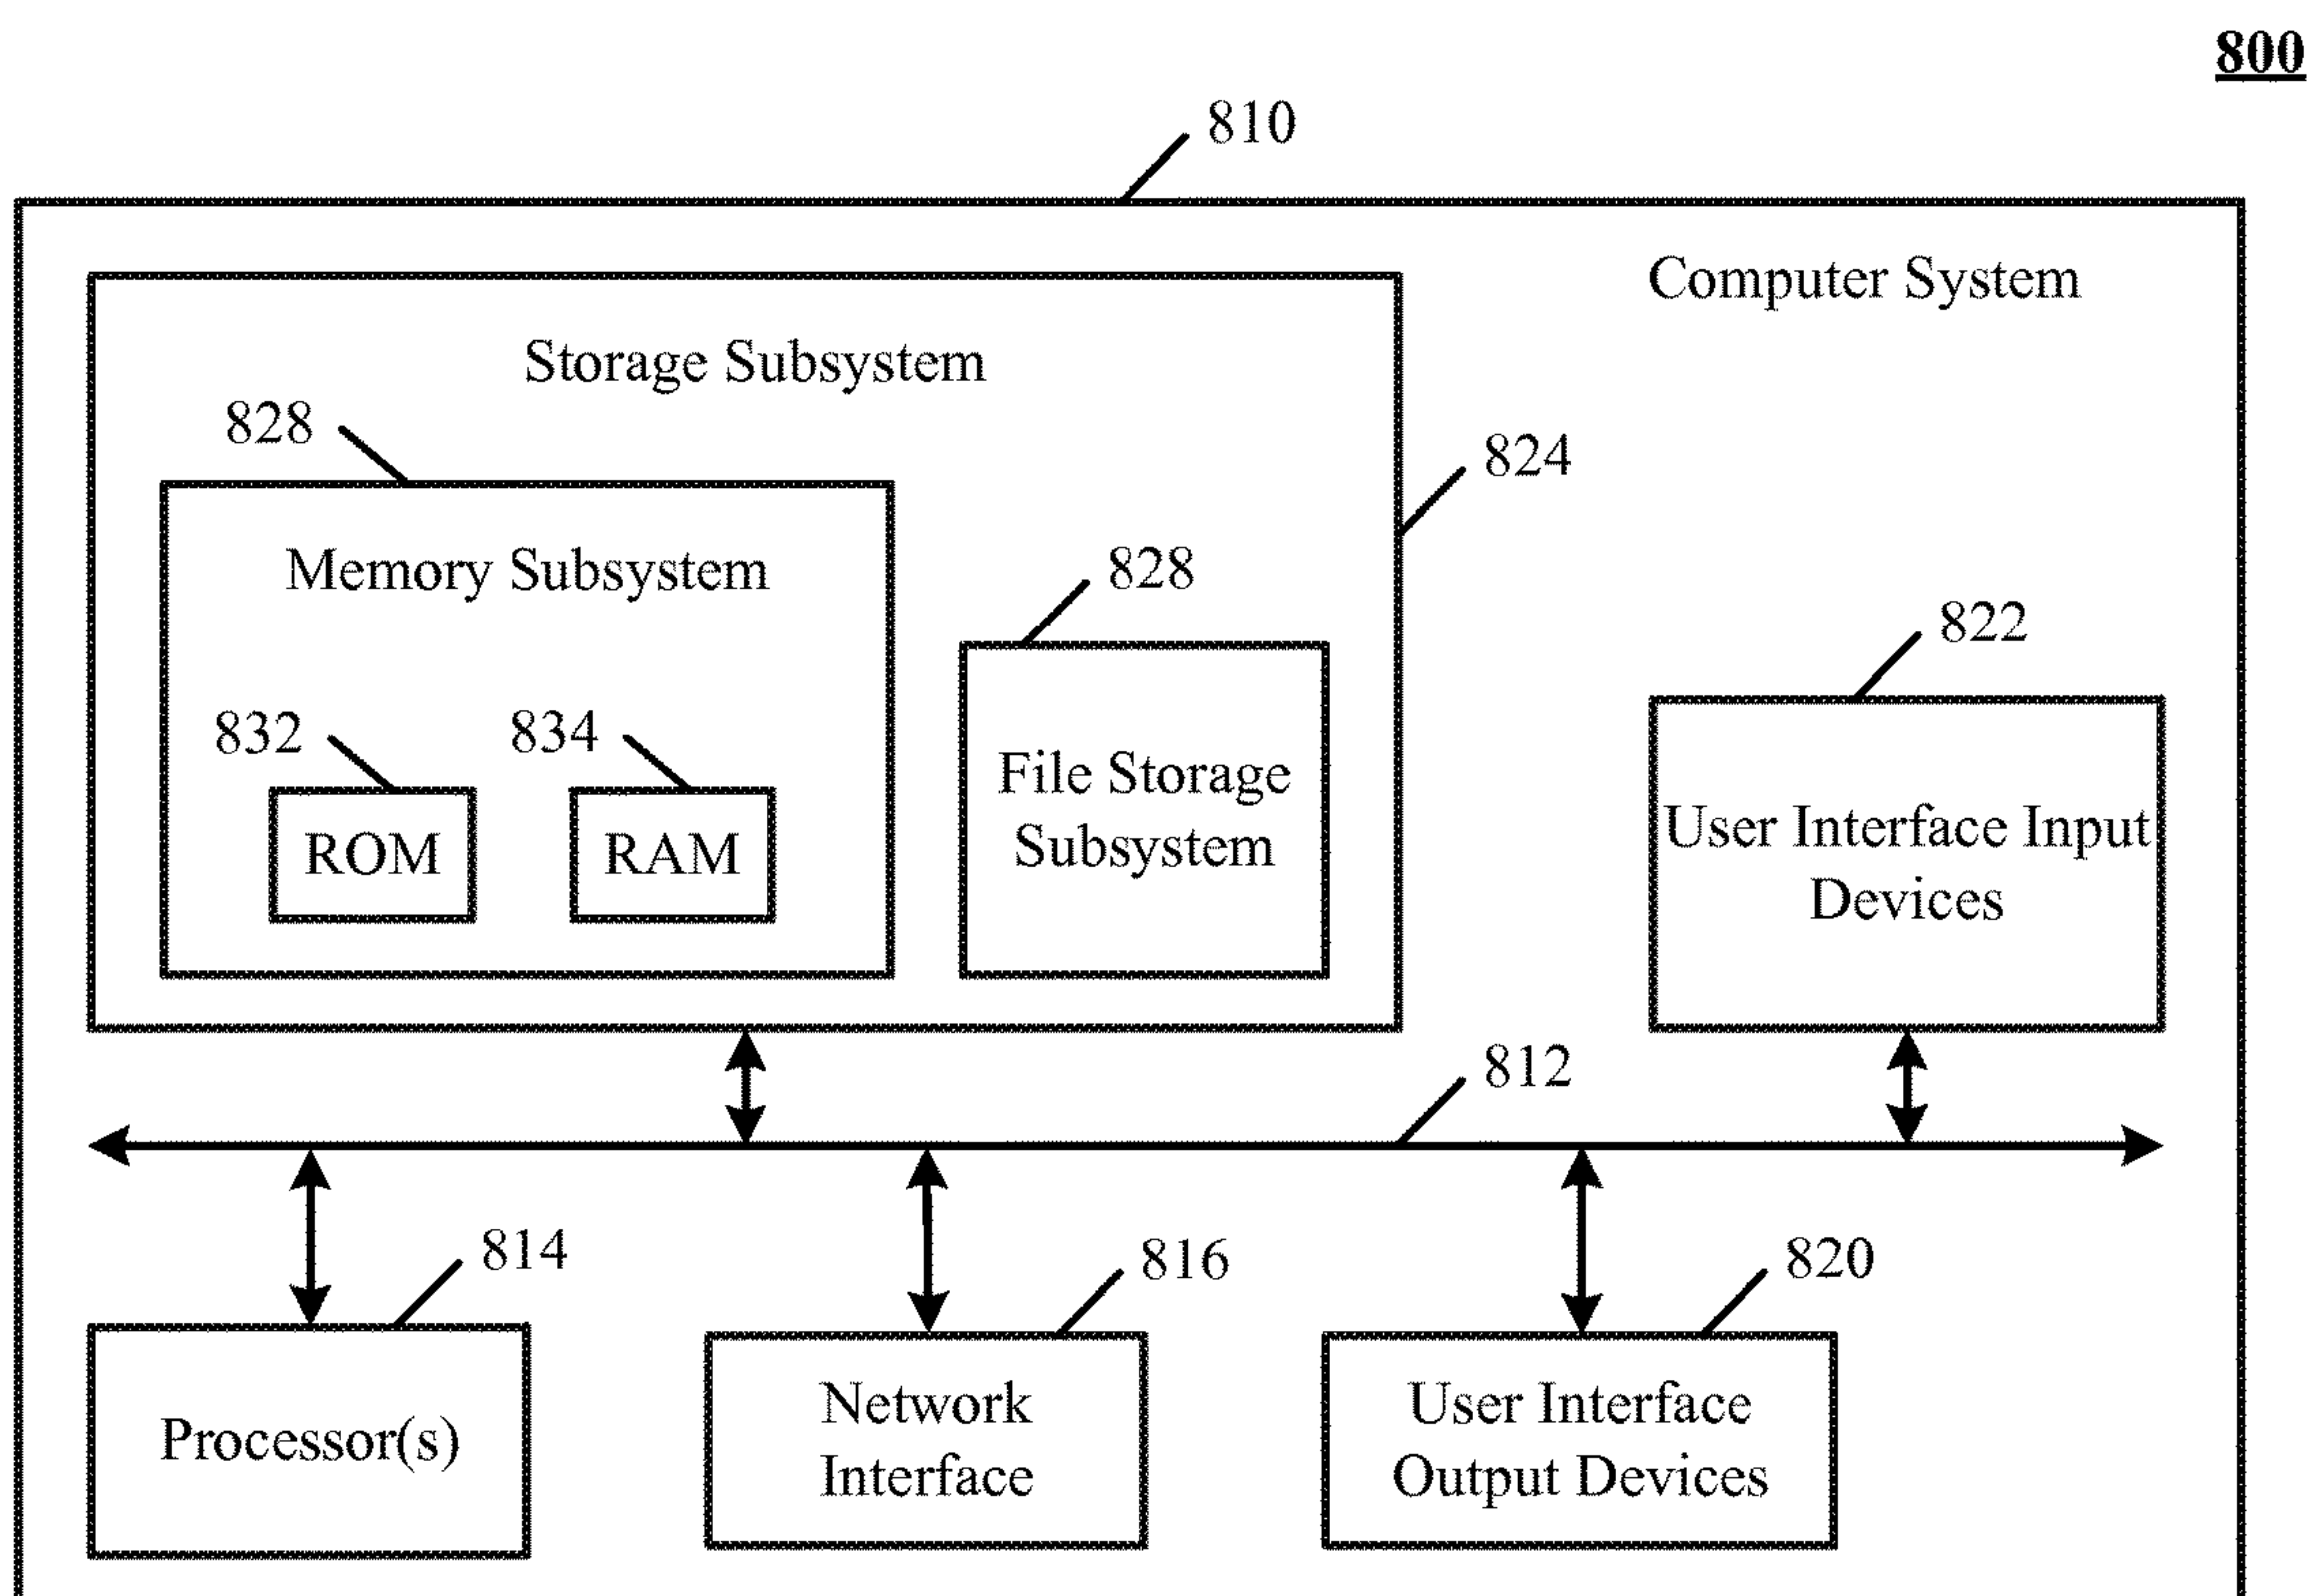 800
810
Computer System
Storage Subsystem
828
824
Memory Subsystem
828
822
832
834
File Storage
Subsystem
ROM
RAM
User Interface Input
Devices
812
814
816
820
Processor(s)
Network
Interface
User Interface
Output Devices